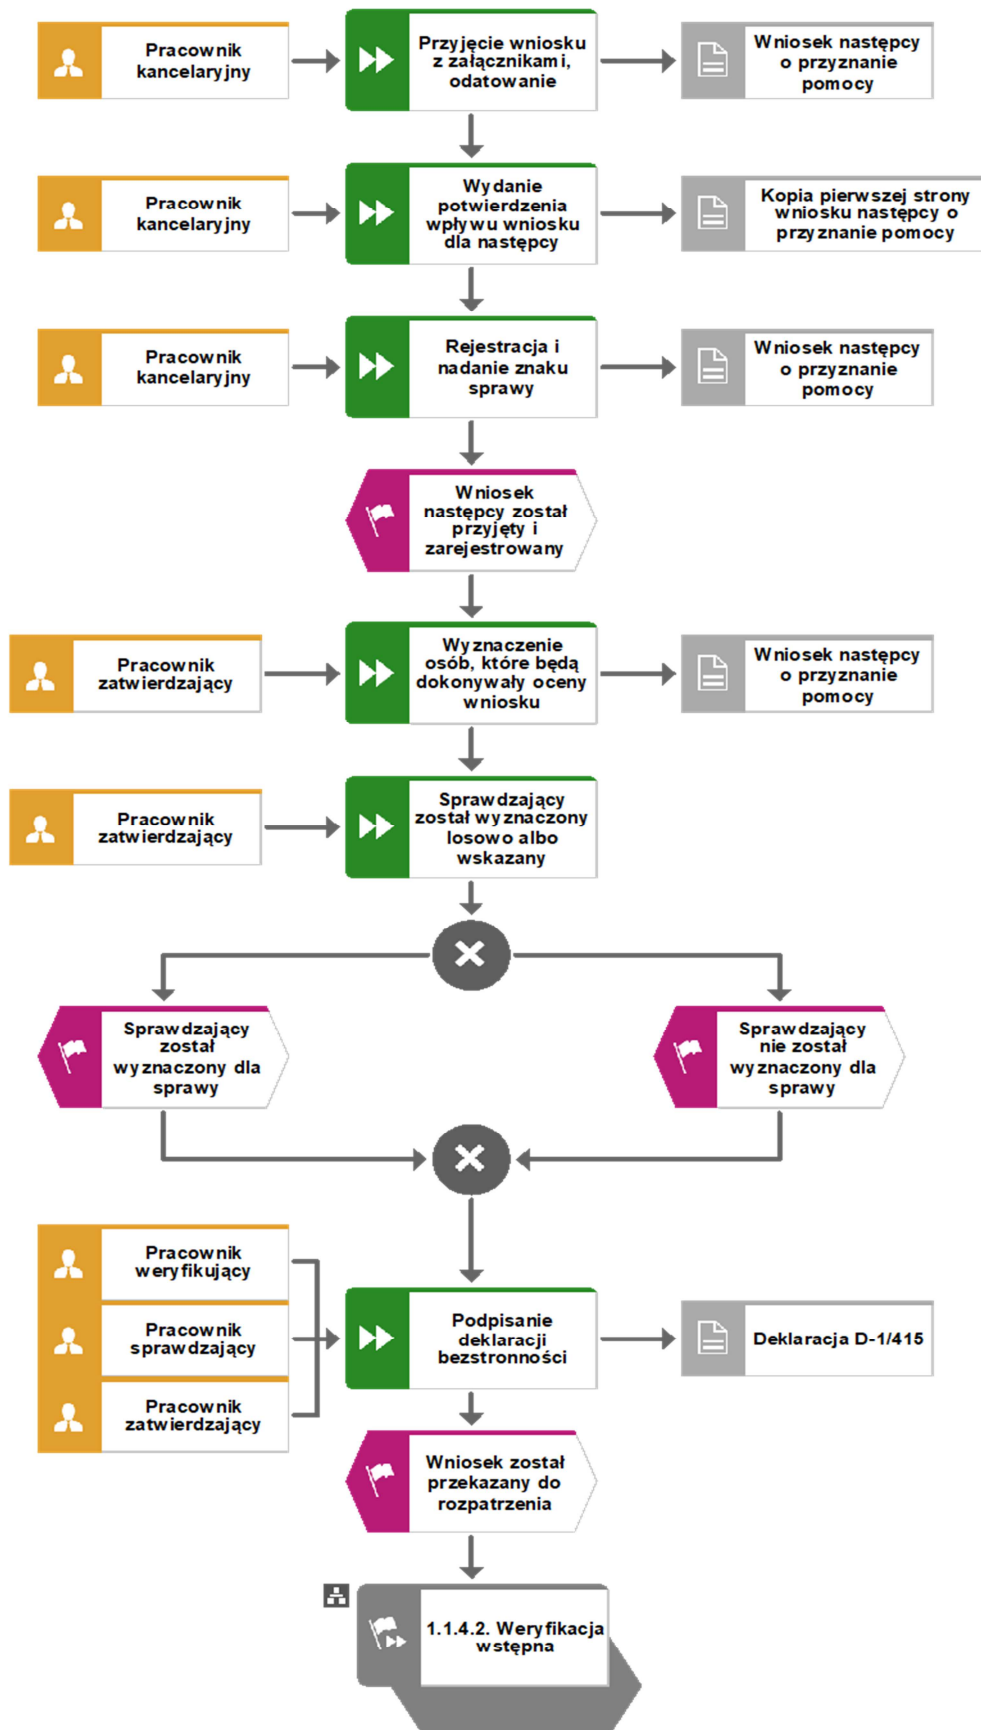 Pracownik
kancelaryjny
Przyjęcie wniosku
z załącznikami,
odatowanie
Wniosek następcy
o przyznanie
pomocy
Pracownik
kancelaryjny
Wydanie
potwierdzenia
wpływu wniosku
dla następcy
Kopia pierwszej strony
wniosku następcy o
przyznanie pomocy
Pracownik
kancelaryjny
Rejestracja i
nadanie znaku
sprawy
Wniosek następcy
o przyznanie
pomocy
Wniosek
następcy został
przyjęty i
zarejestrowany
Pracownik
zatwierdzający
Wyznaczenie
osób, które będą
dokonywały oceny
wniosku
Wniosek następcy
o przyznanie
pomocy
Pracownik
zatwierdzający
Sprawdzający
został wyznaczony
losowo albo
wskazany
Sprawdzający
został
wyznaczony dla
sprawy
Sprawdzający
nie został
wyznaczony dla
sprawy
Pracownik
weryfikujący
Pracownik
sprawdzający
Pracownik
zatwierdzający
Podpisanie
deklaracji
bezstronności
Deklaracja D-1/415
Wniosek został
przekazany do
rozpatrzenia
1.1.4.2. Weryfikacja
wstępna